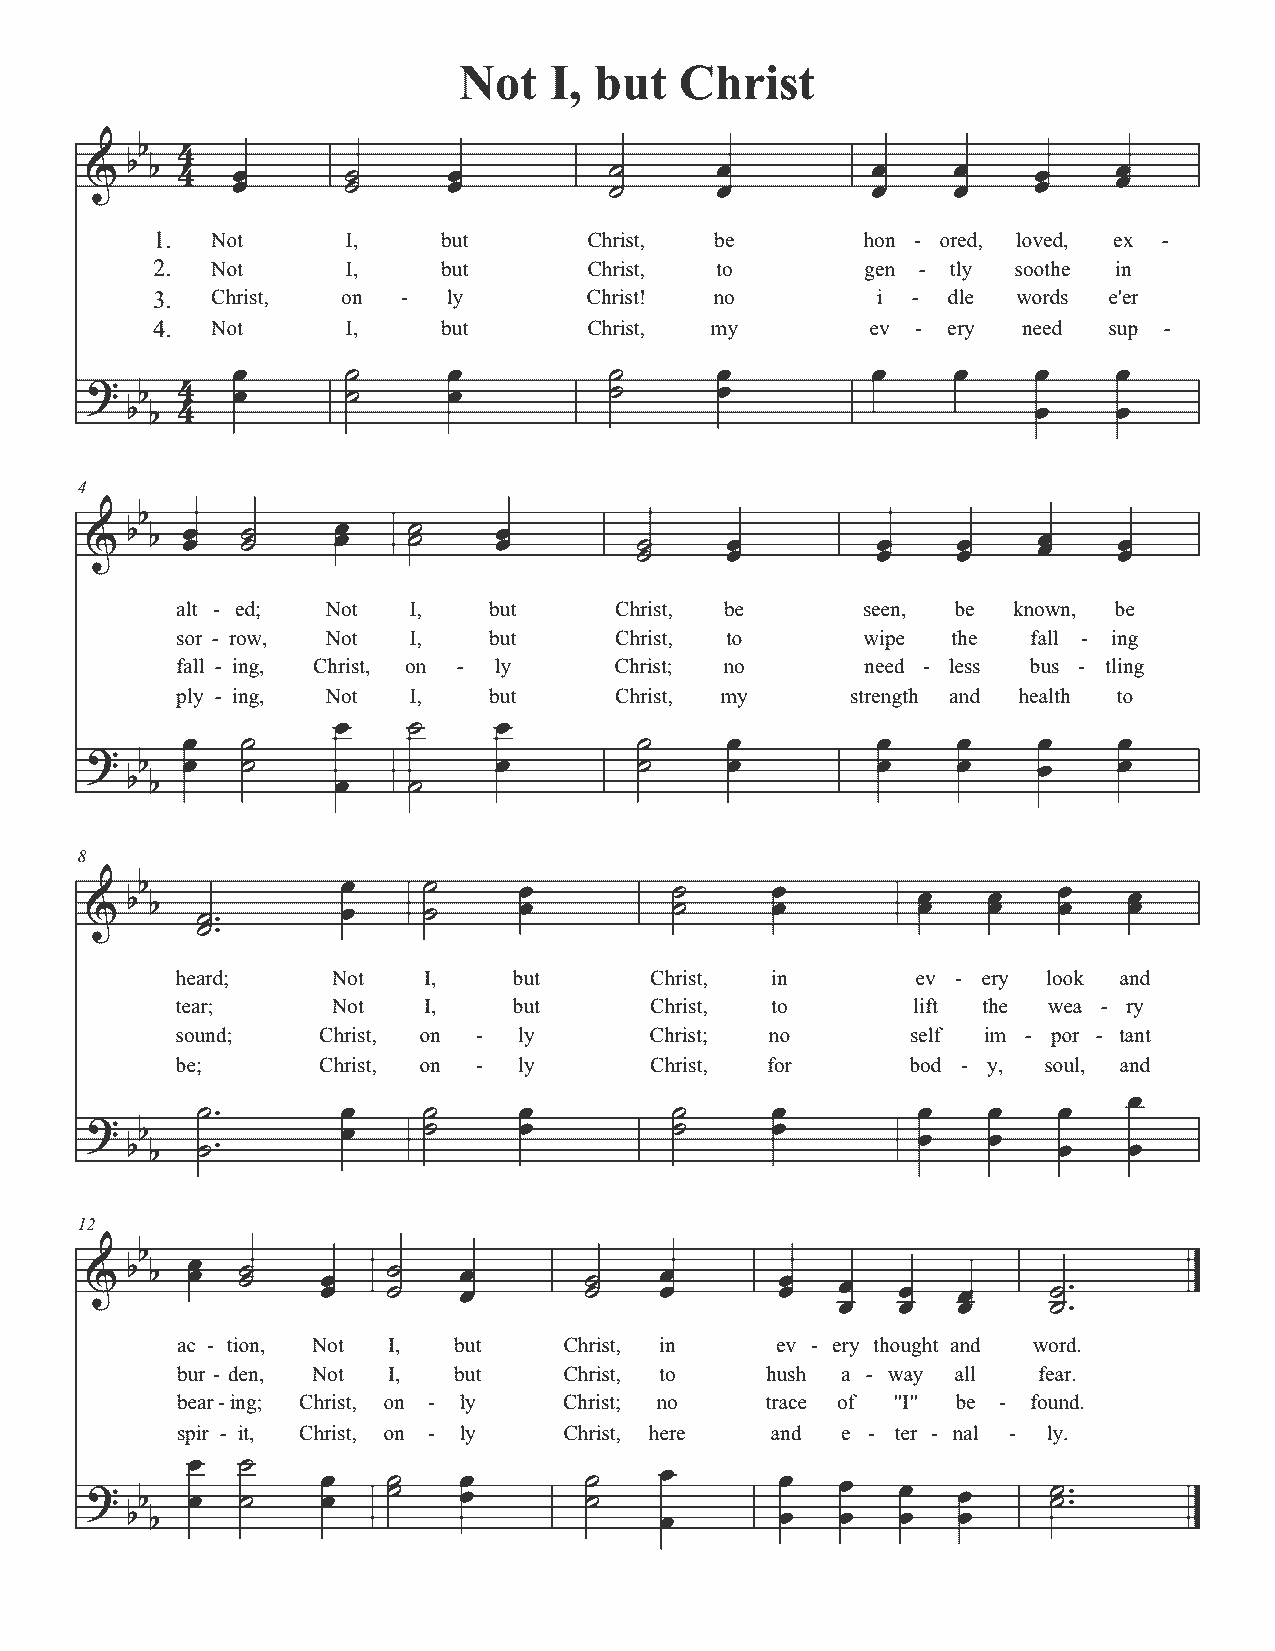 Not I, but Christ
4
4
1. Not I, but Christ, be hon - ored, loved, ex -
2. Not I, but Christ, to gen - tly soothe in
3. Christ, on - ly Christ! no i - dle words e'er
4. Not I, but Christ, my ev - ery need sup -
4
4
4
alt - ed; Not I, but Christ, be seen, be known, be
sor - row, Not I, but Christ, to wipe the fall - ing
fall - ing, Christ, on - ly Christ; no need - less bus - tling
ply - ing, Not I, but Christ, my strength and health to
8
heard; Not I, but Christ, in ev - ery look and
tear; Not I, but Christ, to lift the wea - ry
sound; Christ, on - ly Christ; no self im - por - tant
be; Christ, on - ly Christ, for bod - y, soul, and
12
ac - tion, Not I, but Christ, in ev - ery thought and word.
bur - den, Not I, but Christ, to hush a - way all fear.
bear - ing; Christ, on - ly Christ; no trace of "I" be - found.
spir - it, Christ, on - ly Christ, here and e - ter - nal - ly.